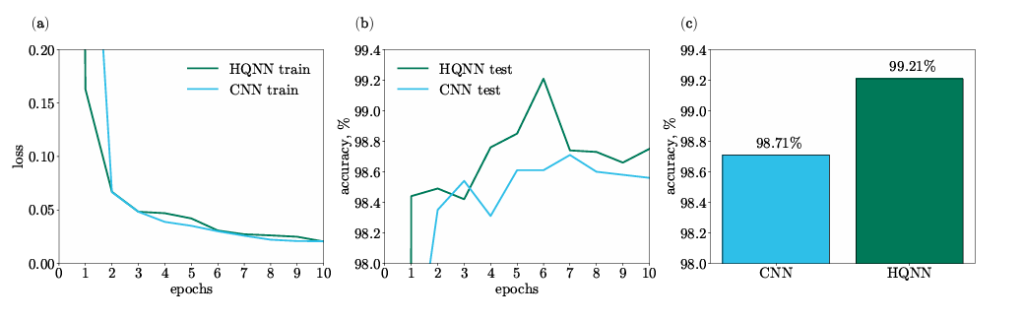 (a)
0.20
0.15
0.10
0.05
0.00
loss
HQNN train
CNN train
0 1 2 3 4 5 6 7 8 9 10
epochs
(b)
99.4
99.2
99.0
98.8
98.6
98.4
98.2
98.0
accuracy, %
HQNN test
CNN test
0 1 2 3 4 5 6 7 8 9 10
epochs
(c)
99.4
99.2
99.0
98.8
98.6
98.4
98.2
98.0
accuracy, %
98.71%
99.21%
CNN HQNN